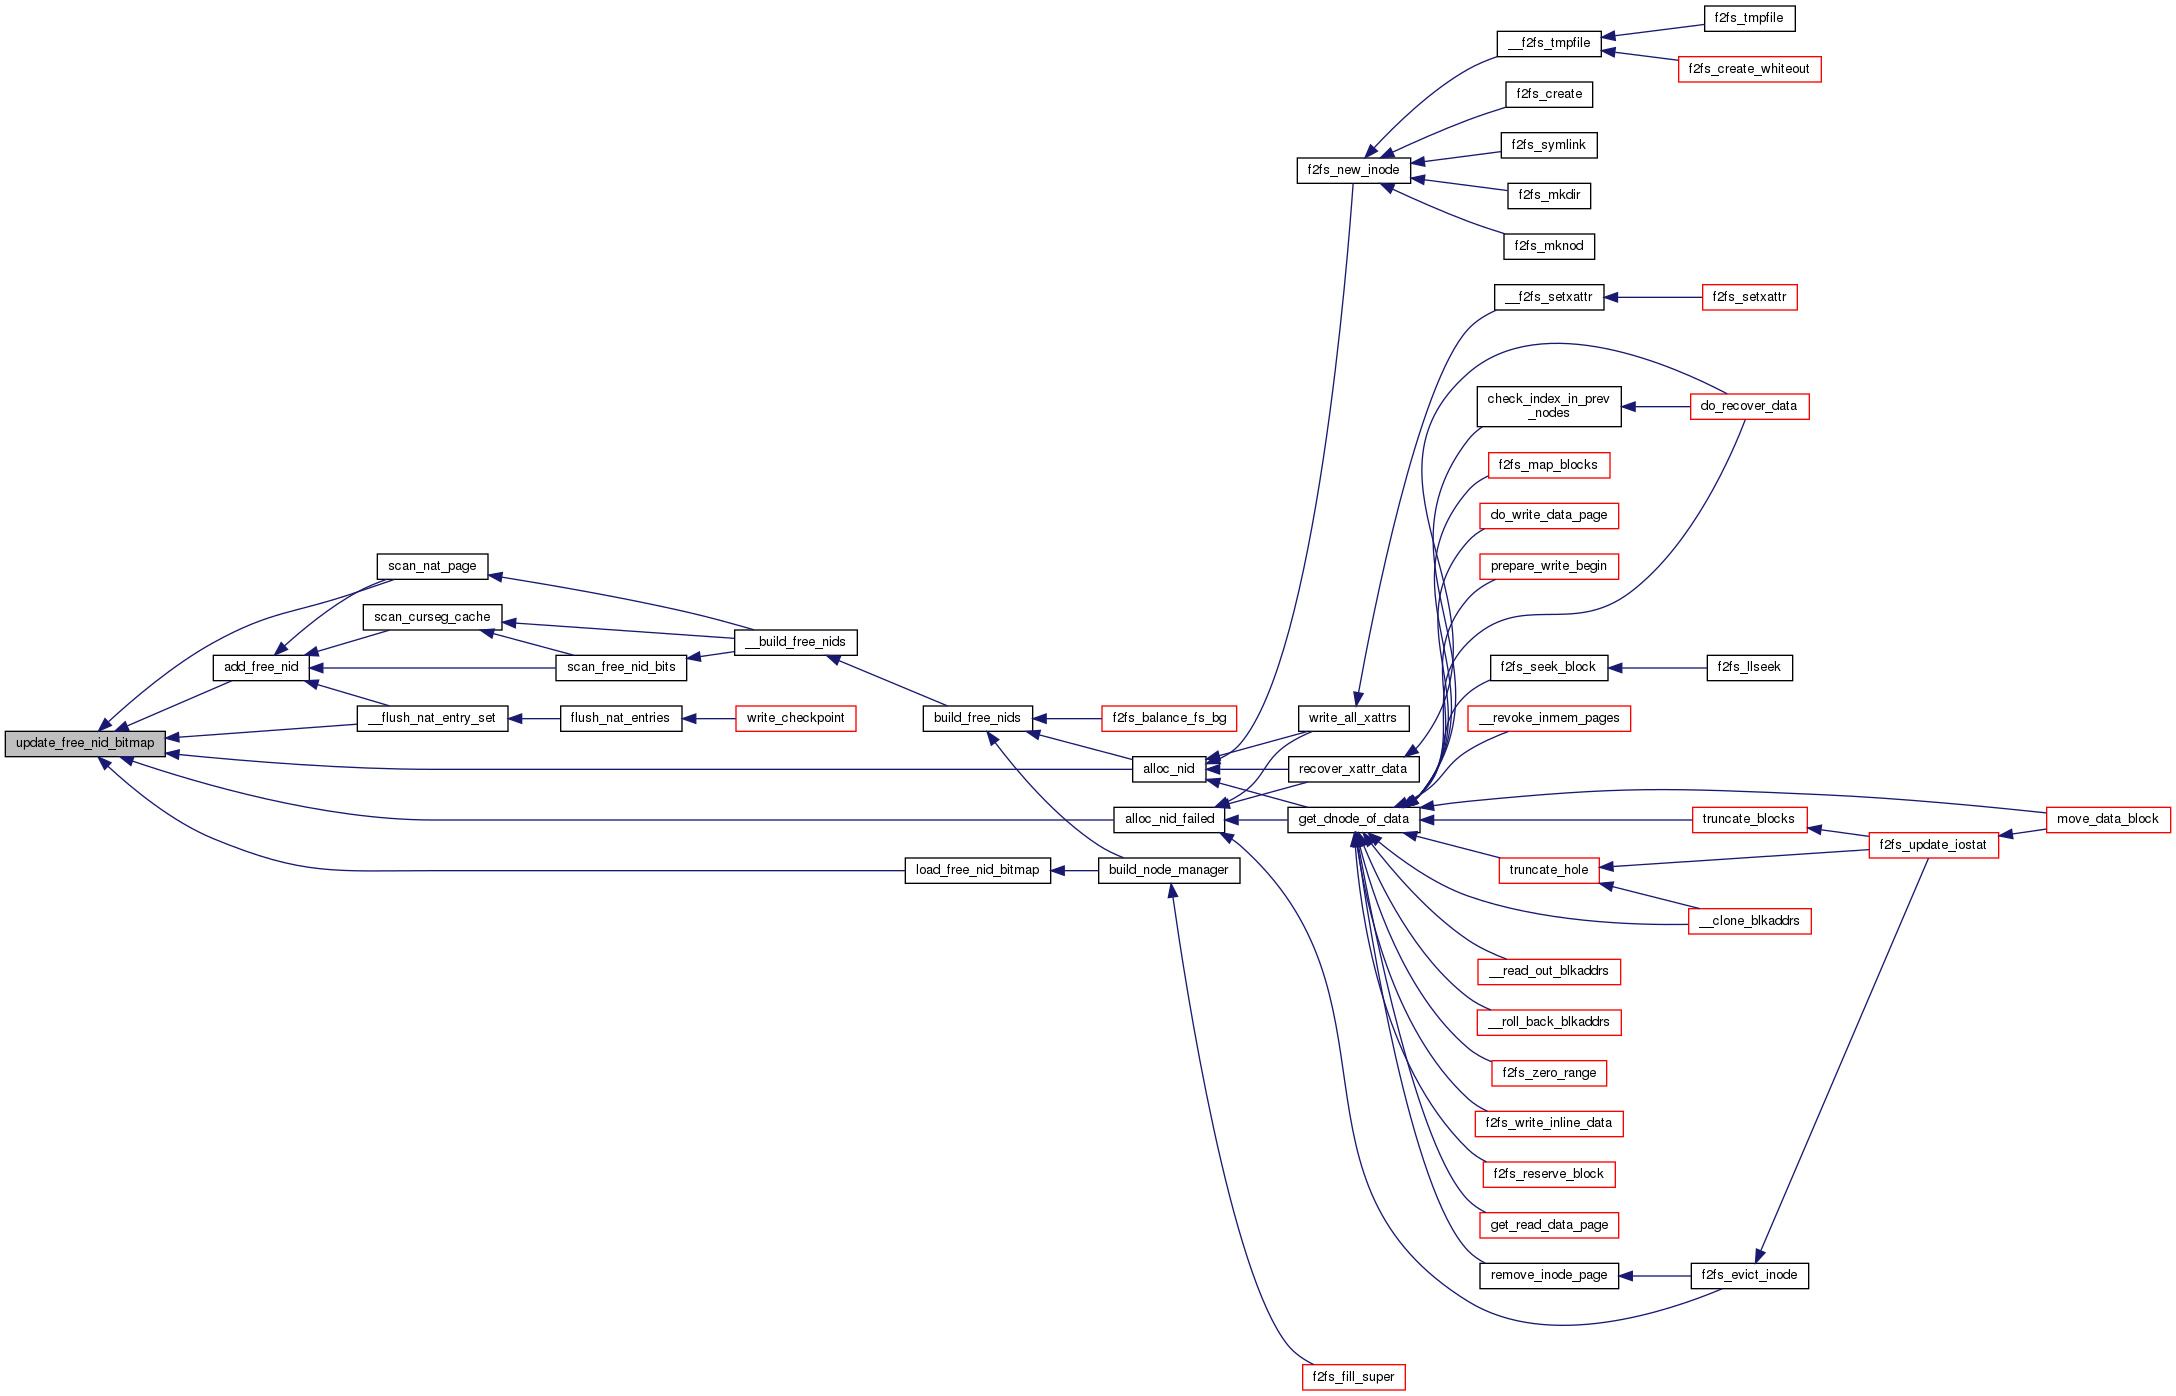 f2fs_tmpfile
__f2fs_tmpfile
f2fs_create_whiteout
f2fs_create
f2fs_symlink
f2fs_new_inode
f2fs_mkdir
f2fs_mknod
__f2fs_setxattr
f2fs_setxattr
check_index_in_prev
_nodes
do_recover_data
f2fs_map_blocks
do_write_data_page
scan_nat_page
prepare_write_begin
scan_curseg_cache
__build_free_nids
add_free_nid
scan_free_nid_bits
f2fs_seek_block
f2fs_llseek
__flush_nat_entry_set
flush_nat_entries
write_checkpoint
build_free_nids
f2fs_balance_fs_bg
write_all_xattrs
__revoke_inmem_pages
update_free_nid_bitmap
alloc_nid
recover_xattr_data
alloc_nid_failed
get_dnode_of_data
truncate_blocks
move_data_block
f2fs_update_iostat
load_free_nid_bitmap
build_node_manager
truncate_hole
__clone_blkaddrs
__read_out_blkaddrs
__roll_back_blkaddrs
f2fs_zero_range
f2fs_write_inline_data
f2fs_reserve_block
get_read_data_page
remove_inode_page
f2fs_evict_inode
f2fs_fill_super